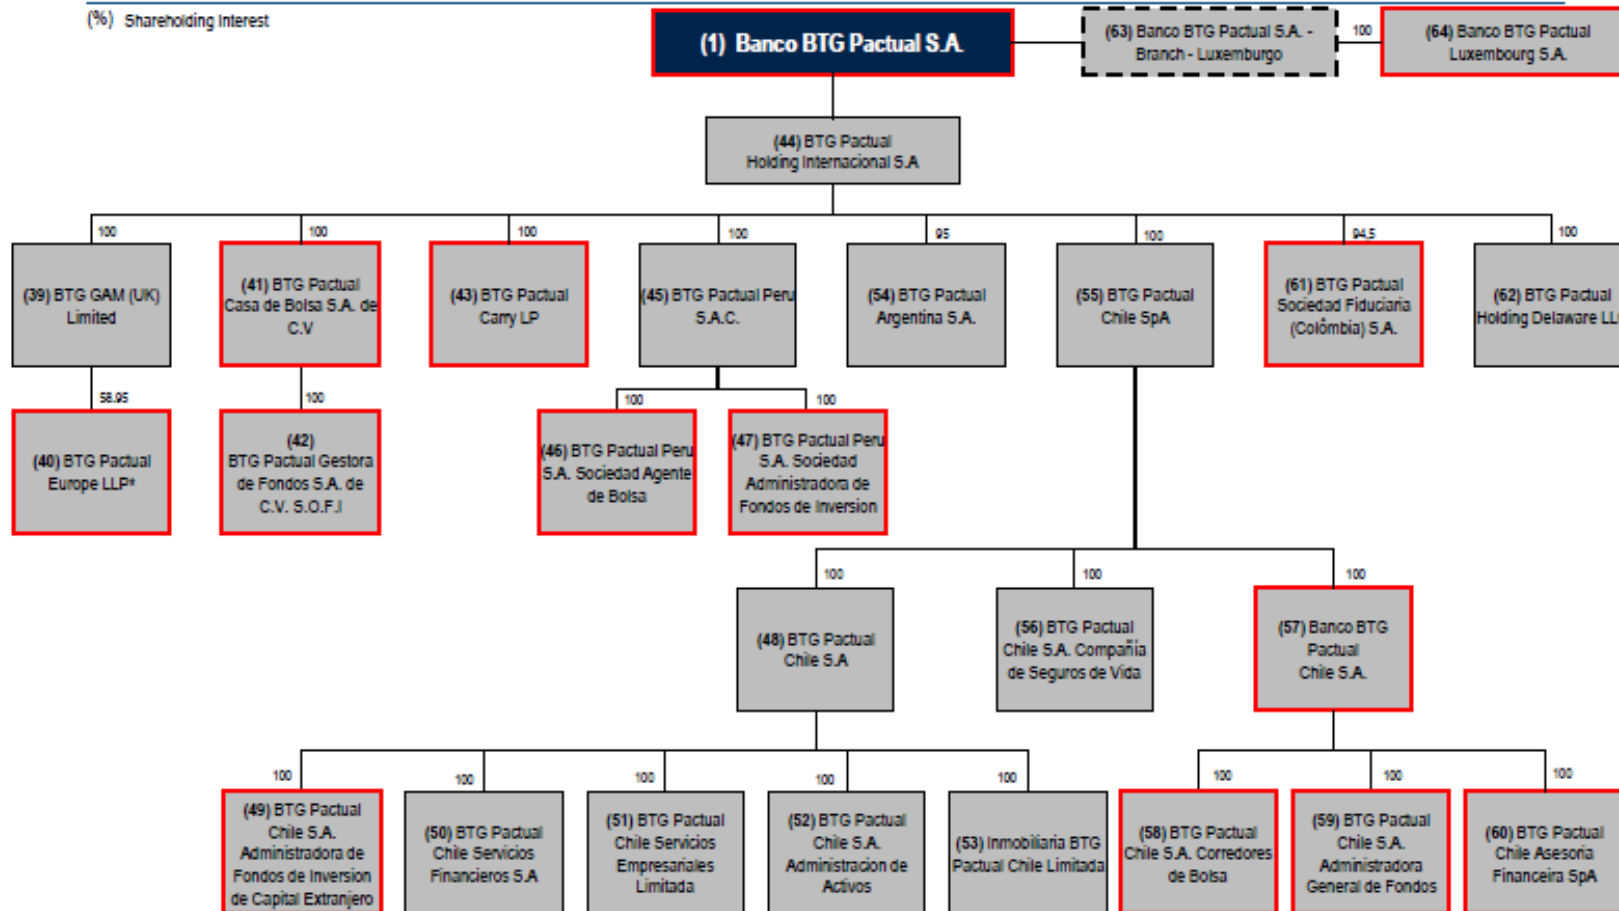 (%) Shareholding Interest
(1) Banco BTG Pactual S.A.
(63) Banco BTG Pactual S.A. -
Branch - Luxemburgo
100
(64) Banco BTG Pactual
Luxembourg S.A.
(44) BTG Pactual
Holding Internacional S.A
100
100
100
100
95
100
94,5
100
(39) BTG GAM (UK)
Limited
(41) BTG Pactual
Casa de Bolsa S.A. de
C.V
(43) BTG Pactual
Carry LP
(45) BTG Pactual Peru
S.A.C.
(54) BTG Pactual
Argentina S.A.
(55) BTG Pactual
Chile SpA
(61) BTG Pactual
Sociedad Fiduciaria
(Colômbia) S.A.
(62) BTG Pactual
Holding Delaware
58.95
100
100
100
(40) BTG Pactual
Europe LLP*
(42)
BTG Pactual Gestora
de Fondos S.A. de
C.V. S.O.F.I
(46) BTG Pactual Peru
S.A. Sociedad Agente
de Bolsa
(47) BTG Pactual Peru
S.A. Sociedad
Administradora de
Fondos de Inversion
100
100
100
(48) BTG Pactual
Chile S.A
(56) BTG Pactual
Chile S.A. Compañía
de Seguros de Vida
(57) Banco BTG
Pactual
Chile S.A.
100
100
100
100
100
100
100
100
(49) BTG Pactual
Chile S.A.
Administradora de
Fondos de Inversion
de Capital Extranjero
(50) BTG Pactual
Chile Servicios
Financieros S.A
(51) BTG Pactual
Chile Servicios
Empresariales
Limitada
(52) BTG Pactual
Chile S.A.
Administracion de
Activos
(53) Inmobiliaria BTG
Pactual Chile Limitada
(58) BTG Pactual
Chile S.A. Corredores
de Bolsa
(59) BTG Pactual
Chile S.A.
Administradora
General de Fondos
(60) BTG Pactual
Chile Asesoria
Financeira SpA